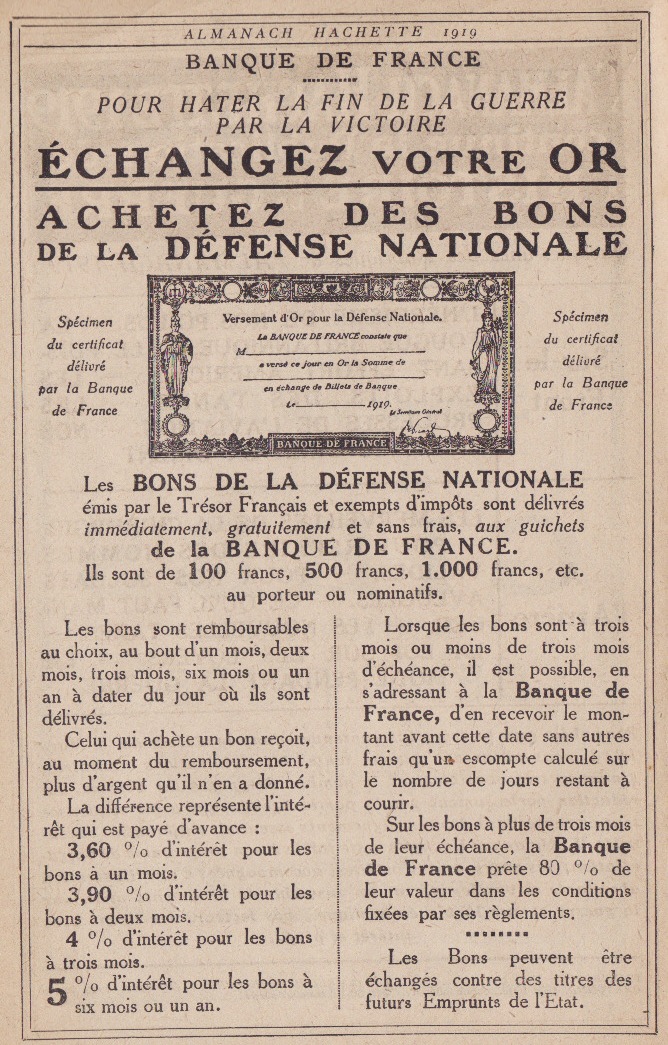 ALMANACH HACHETTE 1919
BANQUE DE FRANCE
POUR HATER LA FIN DE LA GUERRE
PAR LA VICTOIRE
ÉCHANGEZ VOTRE OR
ACHETEZ DES BONS
DE LA DÉFENSE NATIONALE
Spécimen
du certificat
délivré
par la Banque
de France
Versement d'Or pour la Défense Nationale.
La BANQUE DE FRANCE constate que
M
a versé ce jour en Or la Somme de
en échange de Billets de Banque
Le 1919.
Le Secrétaire Général
BANQUE DE FRANCE
Spécimen
du certificat
délivré
par la Banque
de France
Les BONS DE LA DÉFENSE NATIONALE
émis par le Trésor Français et exempts d'impôts sont délivrés
immédiatement, gratuitement et sans frais, aux guichets
de la BANQUE DE FRANCE.
Ils sont de 100 francs, 500 francs, 1.000 francs, etc.
au porteur ou nominatifs.
Les bons sont remboursables
au choix, au bout d'un mois, deux
mois, trois mois, six mois ou un
an à dater du jour où ils sont
délivrés.
Celui qui achète un bon reçoit,
au moment du remboursement,
plus d'argent qu'il n'en a donné.
La différence représente l'inté-
rêt qui est payé d'avance :
3,60 % d'intérêt pour les
bons à un mois.
3,90 % d'intérêt pour les
bons à deux mois.
4 % d'intérêt pour les bons
à trois mois.
5 % d'intérêt pour les bons à
six mois ou un an.
Lorsque les bons sont à trois
mois ou moins de trois mois
d'échéance, il est possible, en
s'adressant à la Banque de
France, d'en recevoir le mon-
tant avant cette date sans autres
frais qu'un escompte calculé sur
le nombre de jours restant à
courir.
Sur les bons à plus de trois mois
de leur échéance, la Banque
de France prête 80 % de
leur valeur dans les conditions
fixées par ses règlements.
Les Bons peuvent être
échangés contre des titres des
futurs Emprunts de l'Etat.